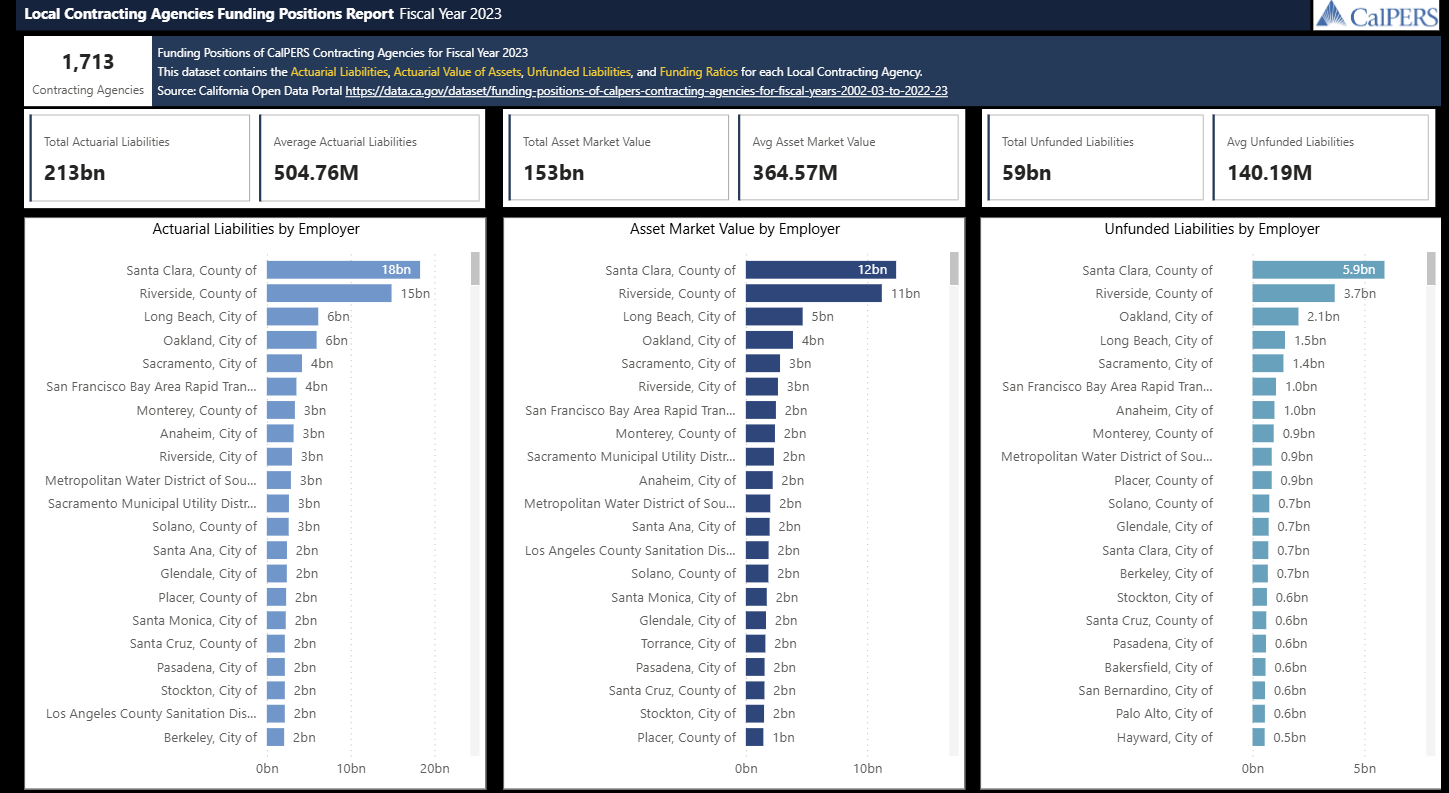 Local Contracting Agencies Funding Positions Report Fiscal Year 2023
CalPERS
1,713
Contracting Agencies
Funding Positions of CalPERS Contracting Agencies for Fiscal Year 2023
This dataset contains the Actuarial Liabilities, Actuarial Value of Assets, Unfunded Liabilities, and Funding Ratios for each Local Contracting Agency.
Source: California Open Data Portal https://data.ca.gov/dataset/funding-positions-of-calpers-contracting-agencies-for-fiscal-years-2002-03-to-2022-23
Total Actuarial Liabilities
213bn
Average Actuarial Liabilities
504.76M
Total Asset Market Value
153bn
Avg Asset Market Value
364.57M
Total Unfunded Liabilities
59bn
Avg Unfunded Liabilities
140.19M
Actuarial Liabilities by Employer
Santa Clara, County of 18bn
Riverside, County of 15bn
Long Beach, City of 6bn
Oakland, City of 6bn
Sacramento, City of 4bn
San Francisco Bay Area Rapid Tran... 4bn
Monterey, County of 3bn
Anaheim, City of 3bn
Riverside, City of 3bn
Metropolitan Water District of Sou... 3bn
Sacramento Municipal Utility Distr... 3bn
Solano, County of 3bn
Santa Ana, City of 2bn
Glendale, City of 2bn
Placer, County of 2bn
Santa Monica, City of 2bn
Santa Cruz, County of 2bn
Pasadena, City of 2bn
Stockton, City of 2bn
Los Angeles County Sanitation Dis... 2bn
Berkeley, City of 2bn
0bn 10bn 20bn
Asset Market Value by Employer
Santa Clara, County of 12bn
Riverside, County of 11bn
Long Beach, City of 5bn
Oakland, City of 4bn
Sacramento, City of 3bn
Riverside, City of 3bn
San Francisco Bay Area Rapid Tran... 2bn
Monterey, County of 2bn
Sacramento Municipal Utility Distr... 2bn
Anaheim, City of 2bn
Metropolitan Water District of Sou... 2bn
Santa Ana, City of 2bn
Los Angeles County Sanitation Dis... 2bn
Solano, County of 2bn
Santa Monica, City of 2bn
Glendale, City of 2bn
Torrance, City of 2bn
Pasadena, City of 2bn
Santa Cruz, County of 2bn
Stockton, City of 2bn
Placer, County of 1bn
0bn 10bn
Unfunded Liabilities by Employer
Santa Clara, County of 5.9bn
Riverside, County of 3.7bn
Oakland, City of 2.1bn
Long Beach, City of 1.5bn
Sacramento, City of 1.4bn
San Francisco Bay Area Rapid Tran... 1.0bn
Anaheim, City of 1.0bn
Monterey, County of 0.9bn
Metropolitan Water District of Sou... 0.9bn
Placer, County of 0.9bn
Solano, County of 0.7bn
Glendale, City of 0.7bn
Santa Clara, City of 0.7bn
Berkeley, City of 0.7bn
Stockton, City of 0.6bn
Santa Cruz, County of 0.6bn
Pasadena, City of 0.6bn
Bakersfield, City of 0.6bn
San Bernardino, City of 0.6bn
Palo Alto, City of 0.6bn
Hayward, City of 0.5bn
0bn 5bn